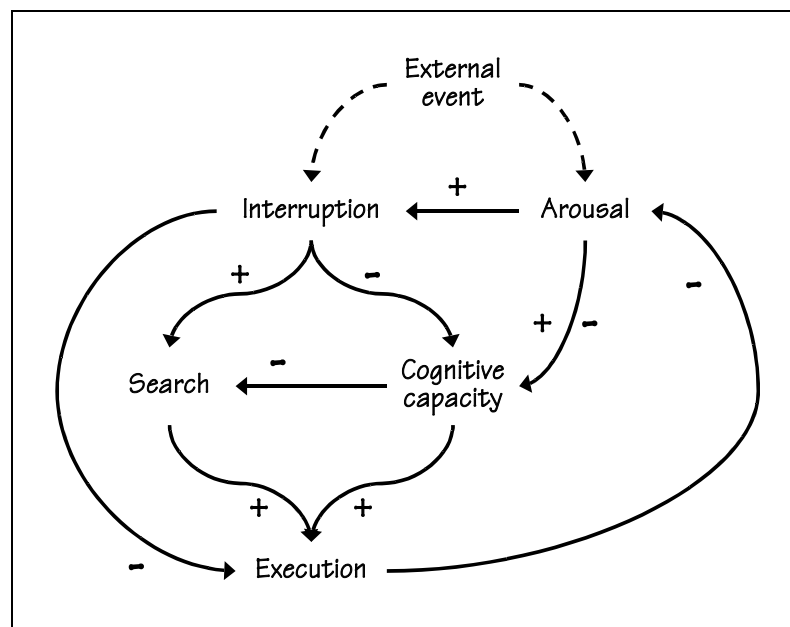 External
event
+
Interruption
Arousal
-
+
-
+
-
-
Search
Cognitive
capacity
+
+
-
Execution